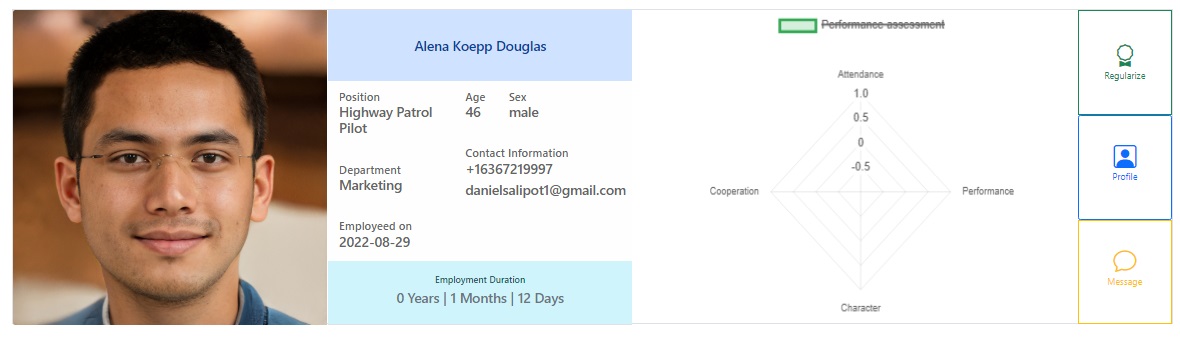 Alena Koepp Douglas
Position
Highway Patrol
Pilot
Age
46
Sex
male
Department
Marketing
Contact Information
+16367219997
danielsalipot1@gmail.com
Employeed on
2022-08-29
Employment Duration
0 Years | 1 Months | 12 Days
Performance assessment
Attendance
1.0
0.5
0
-0.5
Cooperation
Performance
Character
Regularize
Profile
Message